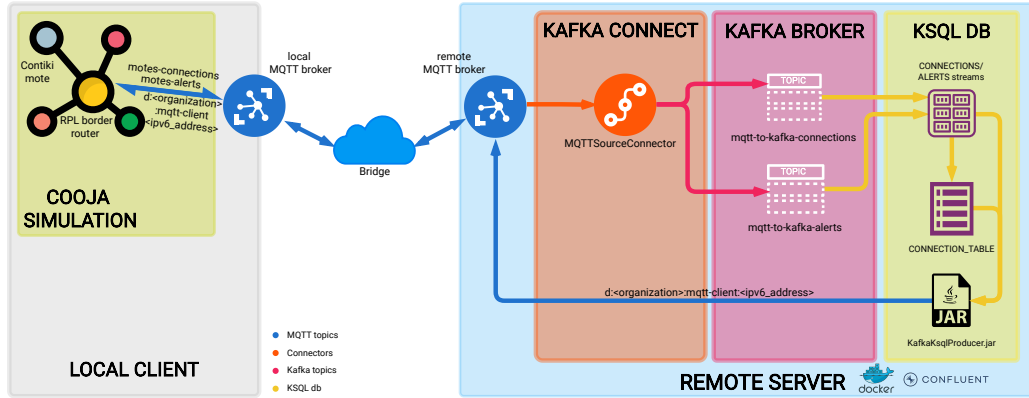 Contiki
mote
RPL border
router
motes-connections
motes-alerts
d:<organization>
:mqtt-client
<ipv6_address>
COOJA
SIMULATION
LOCAL CLIENT
local
MQTT broker
Bridge
remote
MQTT broker
KAFKA CONNECT
MQTTSourceConnector
KAFKA BROKER
TOPIC
mqtt-to-kafka-connections
TOPIC
mqtt-to-kafka-alerts
KSQL DB
CONNECTIONS/
ALERTS streams
CONNECTION_TABLE
JAR
KafkaKsqlProducer.jar
d:<organization>:mqtt-client:<ipv6_address>
MQTT topics
Connectors
Kafka topics
KSQL db
REMOTE SERVER
docker
CONFLUENT